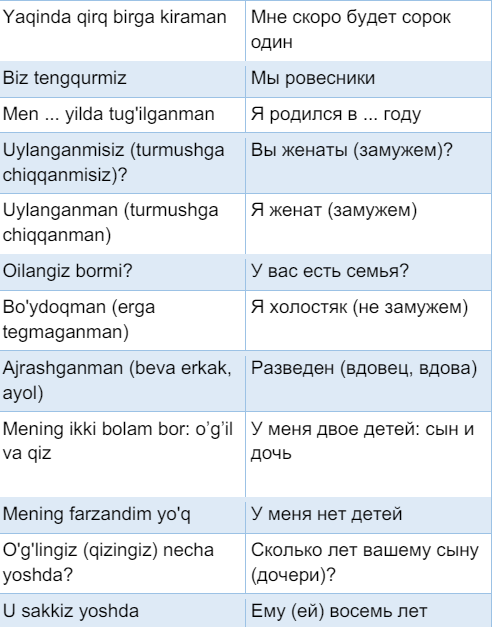 Yaqinda qirq birga kiraman
Мне скоро будет сорок
один
Biz tengqurmiz
Мы ровесники
Men ... yilda tug'ilganman
Я родился в ... году
Uylanganmisiz (turmushga
chiqqanmisiz)?
Вы женаты (замужем)?
Uylanganman (turmushga
chiqqanman)
Я женат (замужем)
Oilangiz bormi?
У вас есть семья?
Bo'ydoqman (erga
tegmaganman)
Я холостяк (не замужем)
Ajrashganman (beva erkak,
ayol)
Разведен (вдовец, вдова)
Mening ikki bolam bor: o’g’il
va qiz
У меня двое детей: сын и
дочь
Mening farzandim yo'q
У меня нет детей
O'g'lingiz (qizingiz) necha
yoshda?
Сколько лет вашему сыну
(дочери)?
U sakkiz yoshda
Ему (ей) восемь лет